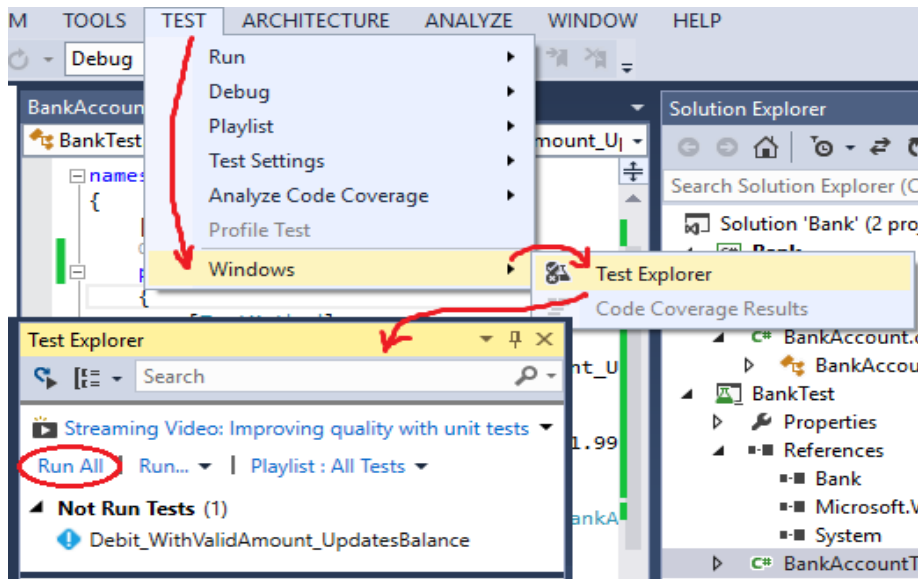 M TOOLS TEST ARCHITECTURE ANALYZE WINDOW HELP
Debug
Run
Debug
Playlist
Test Settings
Analyze Code Coverage
Profile Test
Windows
Test Explorer
Code Coverage Results
BankAccoun
BankTest
mount_U
names
{
{
1.99
ankA
nt_U
Solution Explorer
Search Solution Explorer (C
Solution 'Bank' (2 pro
Bank
BankAccount.
BankAccou
BankTest
Properties
References
Bank
Microsoft.V
System
C# BankAccountT
Test Explorer
Search
Streaming Video: Improving quality with unit tests
Run All | Run... | Playlist : All Tests
Not Run Tests (1)
Debit_WithValidAmount_UpdatesBalance